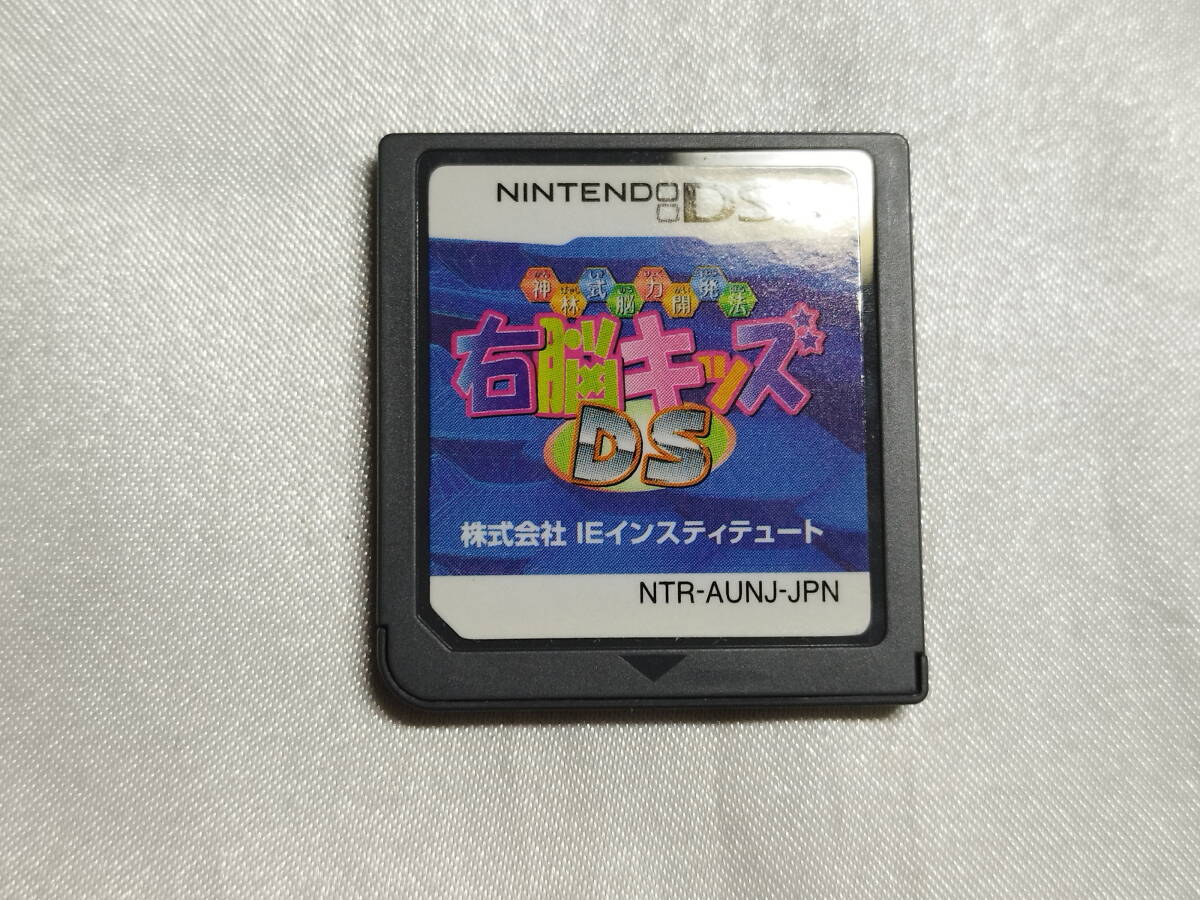 NINTENDO DS
神林式脳力開発法
右脳キッズ
DS
株式会社 IEインスティテュート
NTR-AUNJ-JPN